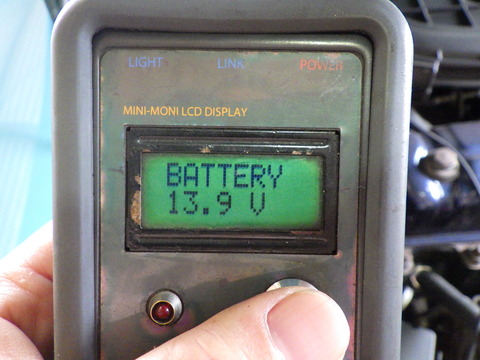 LIGHT LINK POWER
MINI-MONI LCD DISPLAY
BATTERY
13.9 V